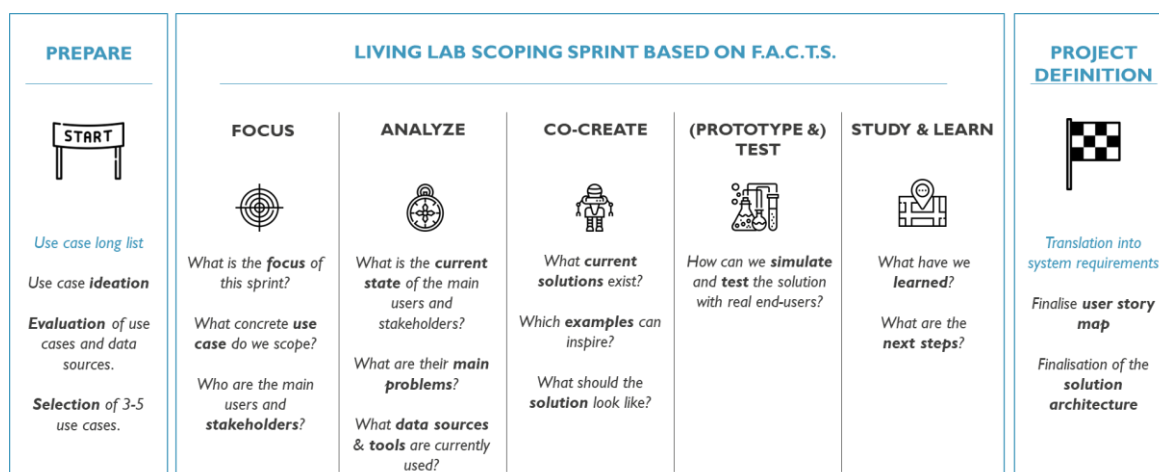 PREPARE
START
Use case long list
Use case ideation
Evaluation of use
cases and data
sources.
Selection of 3-5
use cases.
LIVING LAB SCOPING SPRINT BASED ON F.A.C.T.S.
FOCUS
What is the focus of
this sprint?
What concrete use
case do we scope?
Who are the main
users and
stakeholders?
ANALYZE
What is the current
state of the main
users and
stakeholders?
What are their main
problems?
What data sources
& tools are currently
used?
CO-CREATE
What current
solutions exist?
Which examples can
inspire?
What should the
solution look like?
(PROTOTYPE &)
TEST
How can we simulate
and test the solution
with real end-users?
STUDY & LEARN
What have we
learned?
What are the
next steps?
PROJECT
DEFINITION
Translation into
system requirements
Finalise user story
map
Finalisation of the
solution
architecture